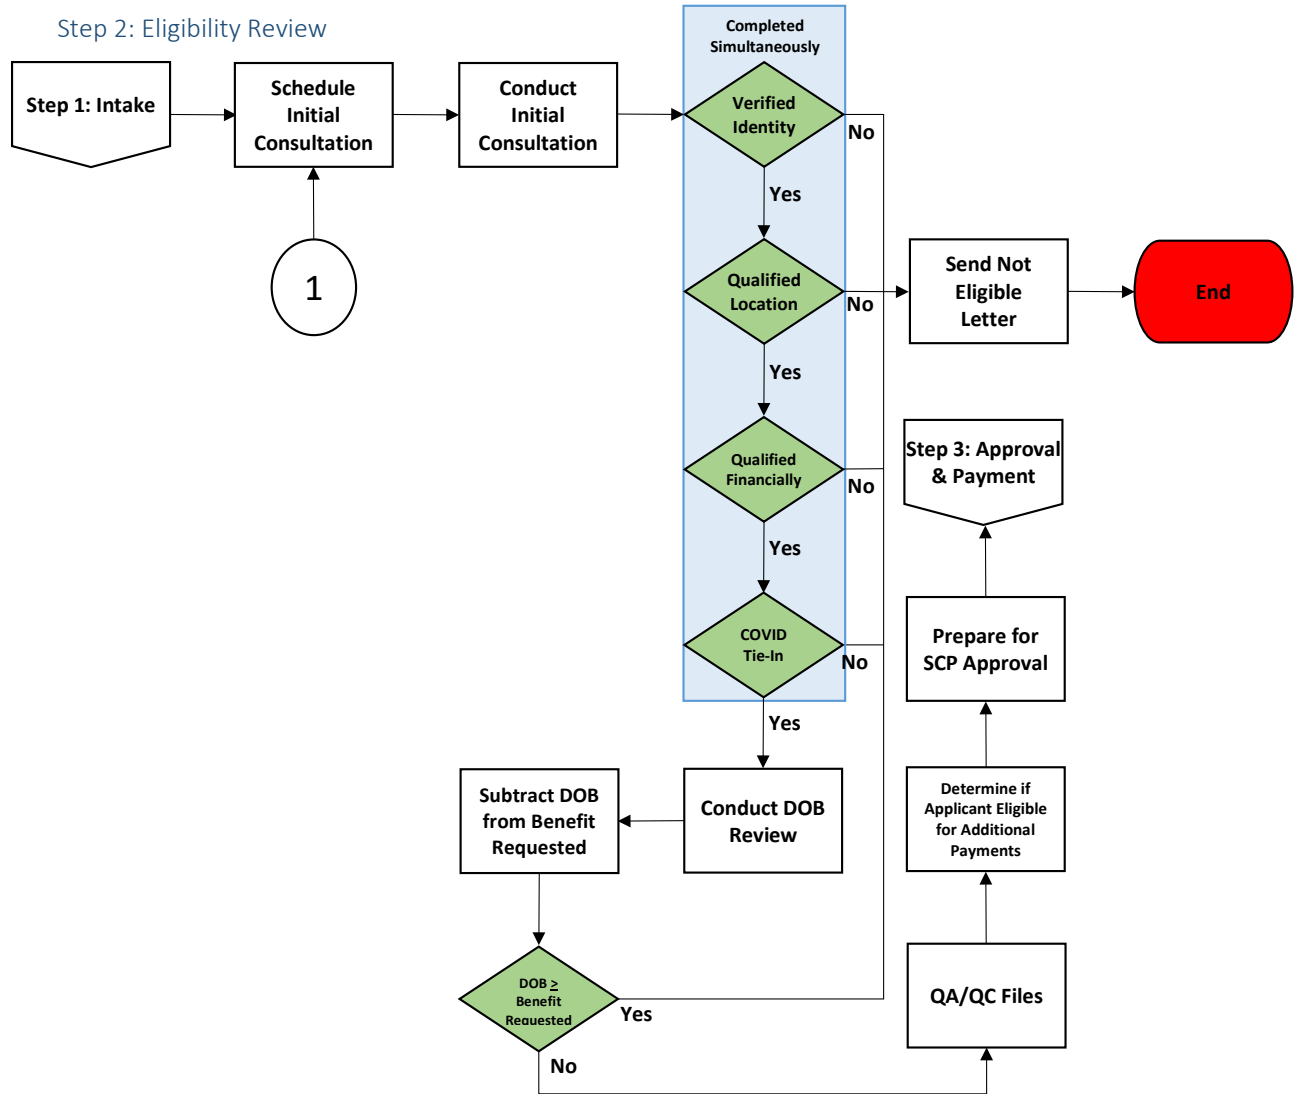 Step 2: Eligibility Review
Completed
Simultaneously
Step 1: Intake
Schedule
Initial
Consultation
Conduct
Initial
Consultation
Verified
Identity
No
Yes
1
Qualified
Location
No
Send Not
Eligible
Letter
End
Yes
Qualified
Financially
No
Step 3: Approval
& Payment
Yes
COVID
Tie-In
No
Prepare for
SCP Approval
Yes
Subtract DOB
from Benefit
Requested
Conduct DOB
Review
Determine if
Applicant Eligible
for Additional
Payments
DOB ≥
Benefit
Requested
Yes
No
QA/QC Files